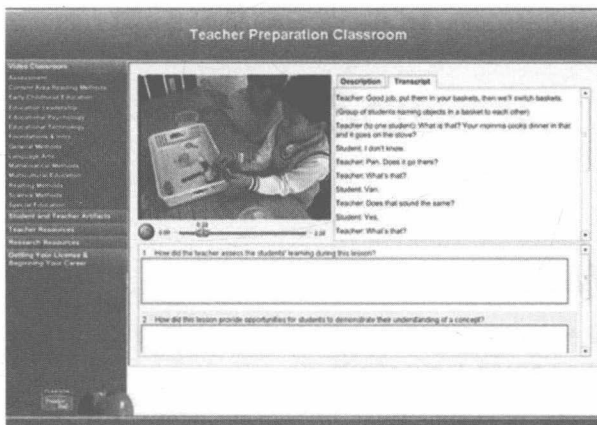 Teacher Preparation Classroom
Video Classroom
Assessment
Content Area Reading Methods
Early Childhood Education
Education Leadership
Educational Psychology
Educational Technology
General Methods
Language Arts
Mathematical Methods
Multicultural Education
Reading Methods
Science Methods
Special Education
Student and Teacher Artifacts
Teacher Resources
Research Resources
Getting Your License &
Beginning Your Career
Description
Transcript
Teacher: Good job, put them in your baskets, then we'll switch baskets.
(Group of students naming objects in a basket to each other)
Teacher (to one student): What is that? Your momma cooks dinner in that
and it goes on the stove?
Student: I don't know.
Teacher: Pan. Does it go there?
Teacher: What's that?
Student: Van.
Teacher: Does that sound the same?
Student: Yes.
Teacher: What's that?
1 How did the teacher assess the students' learning during this lesson?
2 How did this lesson provide opportunities for students to demonstrate their understanding of a concept?